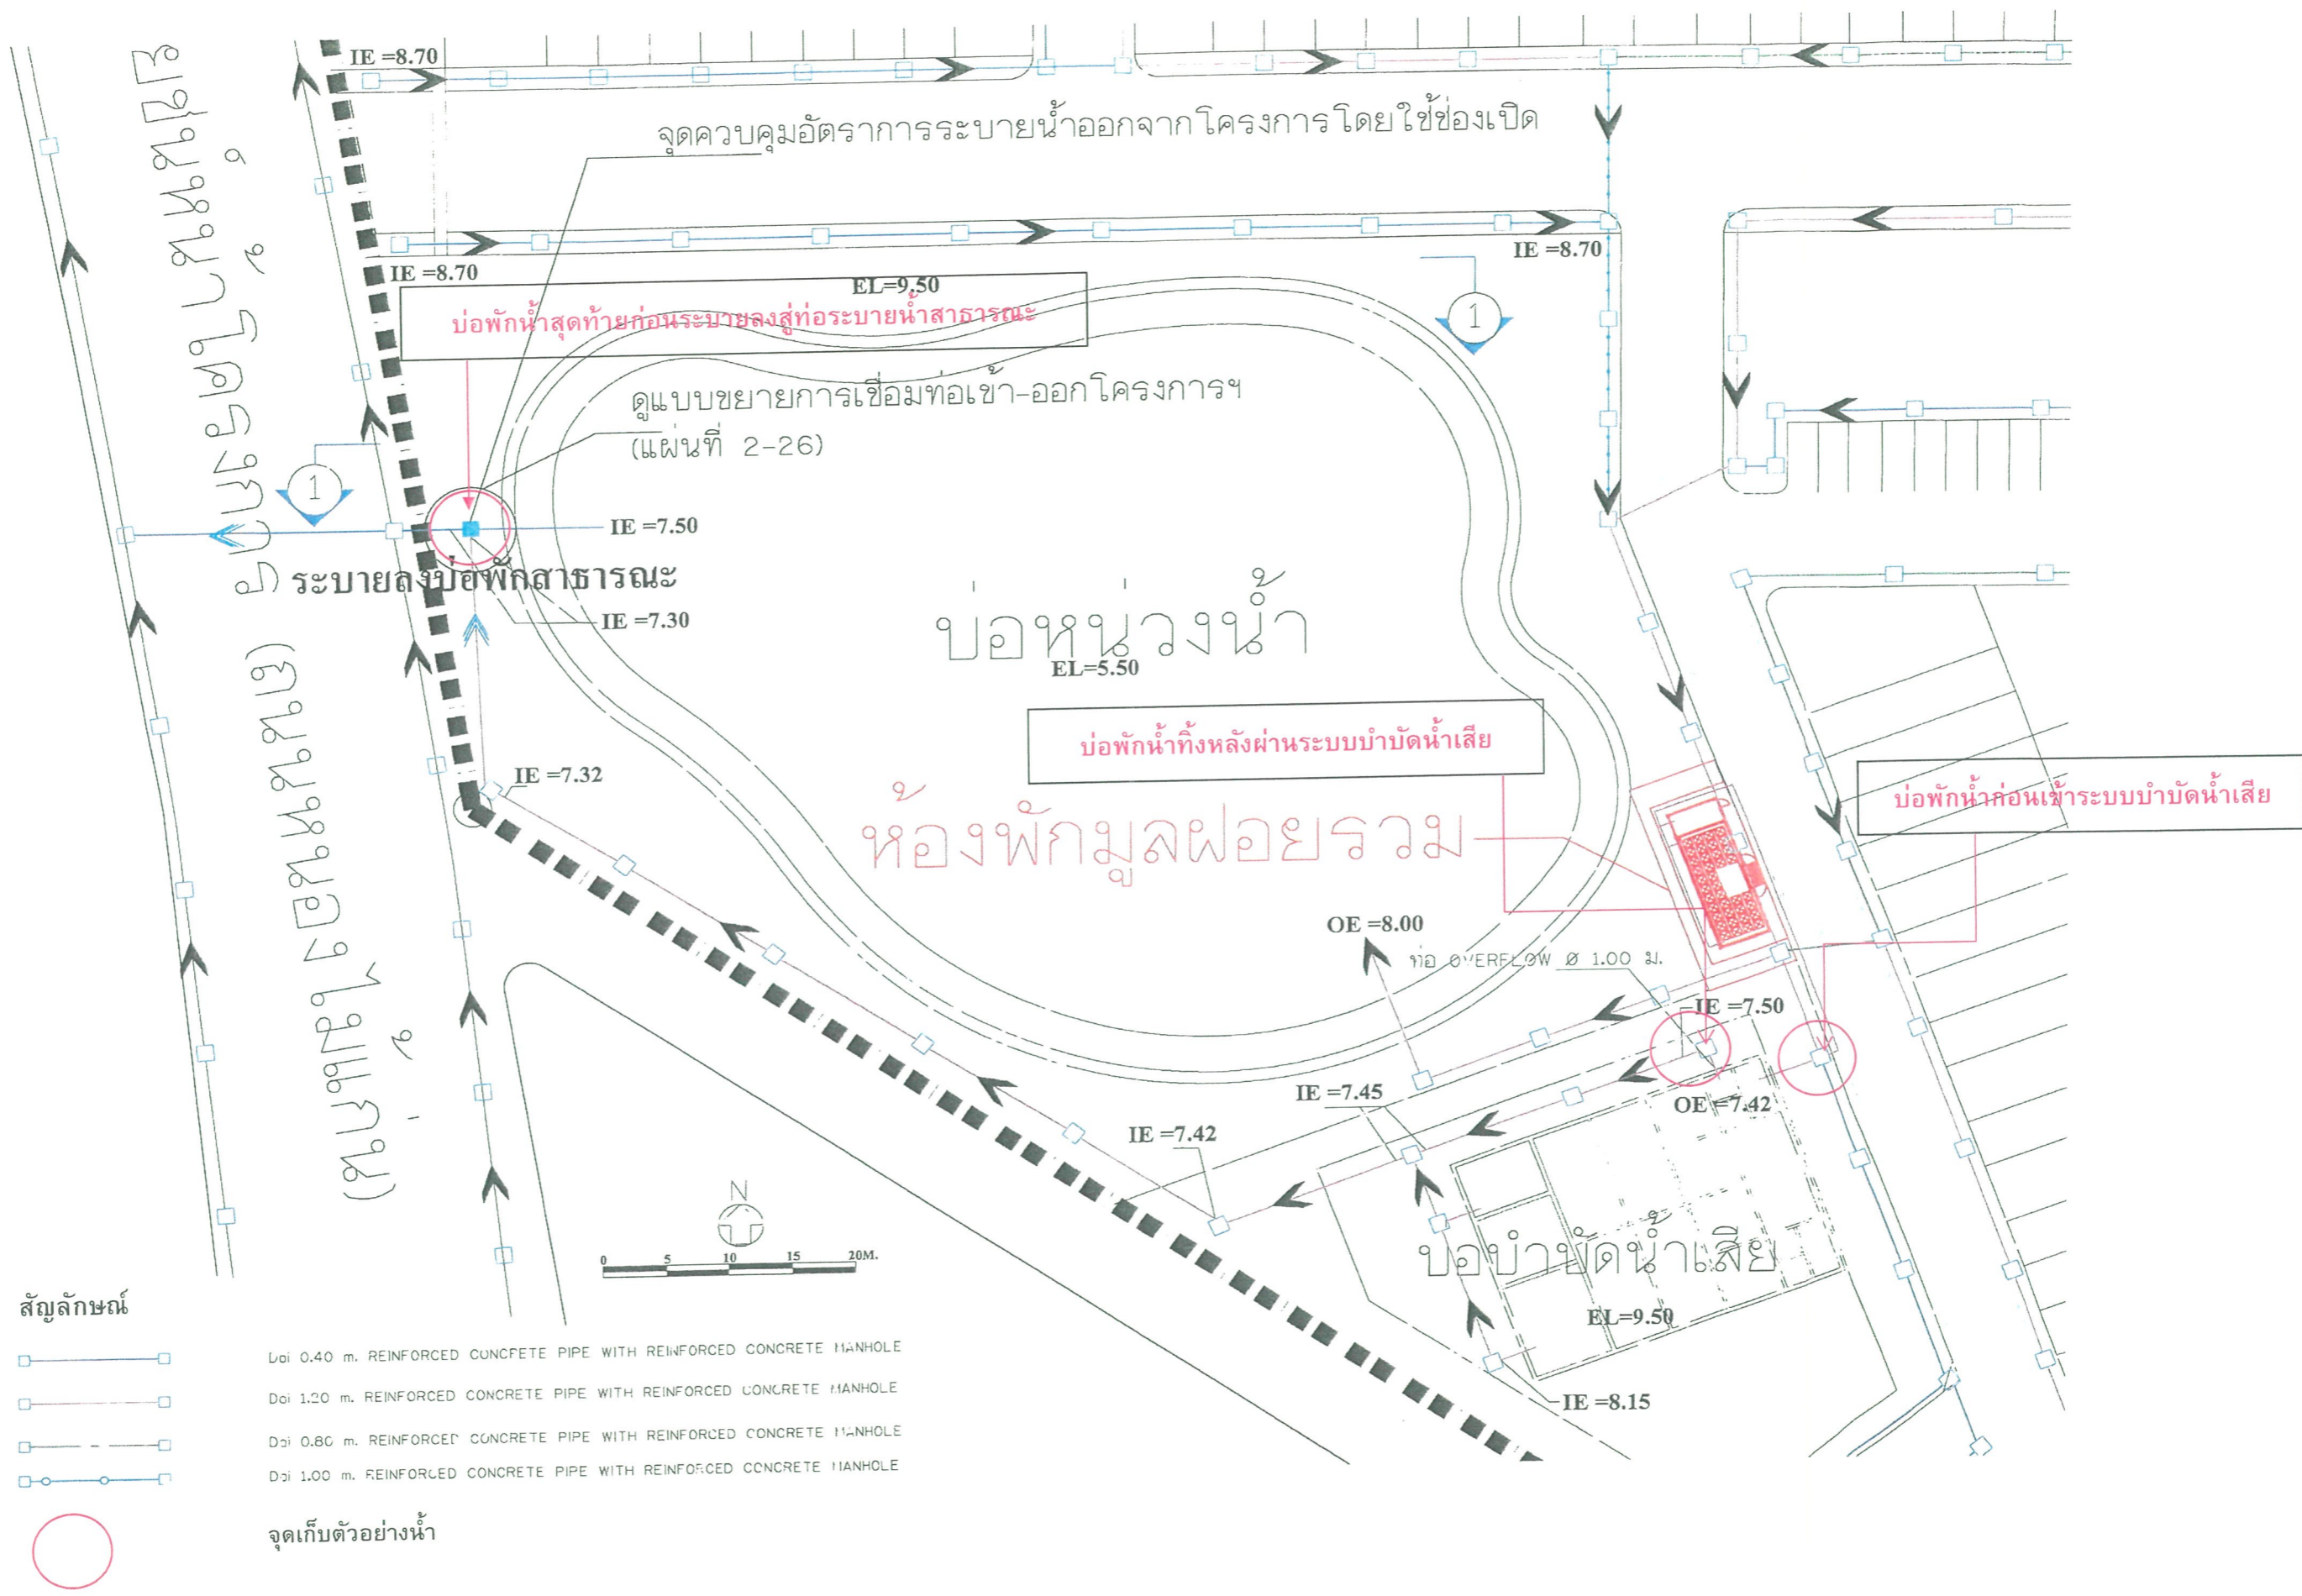 IE =8.70
จุดควบคุมอัตราการระบายน้ำออกจากโครงการโดยใช้ช่องเปิด
IE =8.70
IE =8.70
EL=9.50
บ่อพักน้ำสุดท้ายก่อนระบายลงสู่ท่อระบายน้ำสาธารณะ
1
ดูแบบขยายการเชื่อมท่อเข้า-ออกโครงการฯ
(แผ่นที่ 2-26)
1
IE =7.50
ระบายลงบ่อพักสาธารณะ
IE =7.30
บ่อหน่วงน้ำ
EL=5.50
บ่อพักน้ำทิ้งหลังผ่านระบบบำบัดน้ำเสีย
IE =7.32
บ่อพักน้ำก่อนเข้าระบบบำบัดน้ำเสีย
ห้องพักมูลฝอยรวม
OE =8.00
ท่อ OVERFLOW Ø 1.00 ม.
IE =7.50
IE =7.45
OE =7.42
IE =7.42
บ่อบำบัดน้ำเสีย
EL=9.50
IE =8.15
(ถนนหนองไม้แก่น)
N
0 5 10 15 20M.
สัญลักษณ์
Dai 0.40 m. REINFORCED CONCRETE PIPE WITH REINFORCED CONCRETE MANHOLE
Dai 1.20 m. REINFORCED CONCRETE PIPE WITH REINFORCED CONCRETE MANHOLE
Dai 0.80 m. REINFORCED CONCRETE PIPE WITH REINFORCED CONCRETE MANHOLE
Dai 1.00 m. REINFORCED CONCRETE PIPE WITH REINFORCED CONCRETE MANHOLE
จุดเก็บตัวอย่างน้ำ